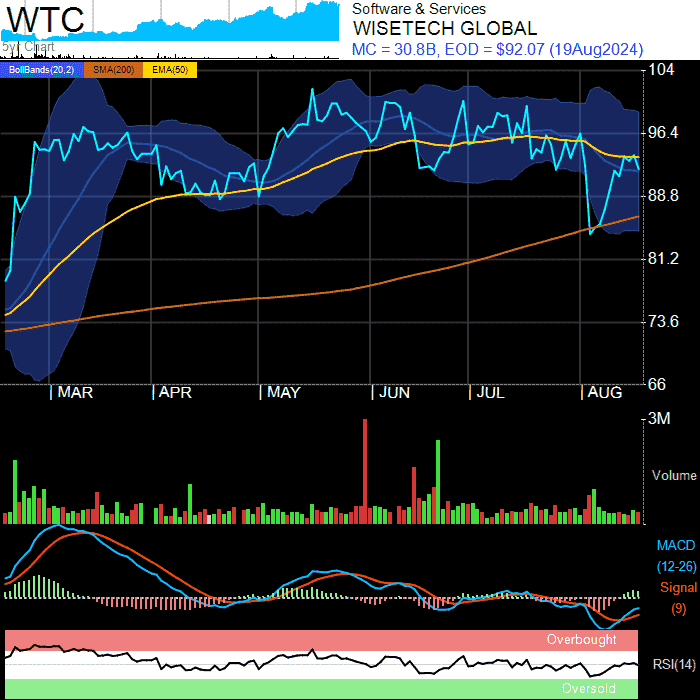 WTC
5yr Chart
Software & Services
WISETECH GLOBAL
MC = 30.8B, EOD = $92.07 (19Aug2024)
BollBands(20,2) SMA(200) EMA(50)
104
96.4
88.8
81.2
73.6
66
MAR APR MAY JUN JUL AUG
3M
Volume
MACD
(12-26)
Signal
(9)
Overbought
RSI(14)
Oversold